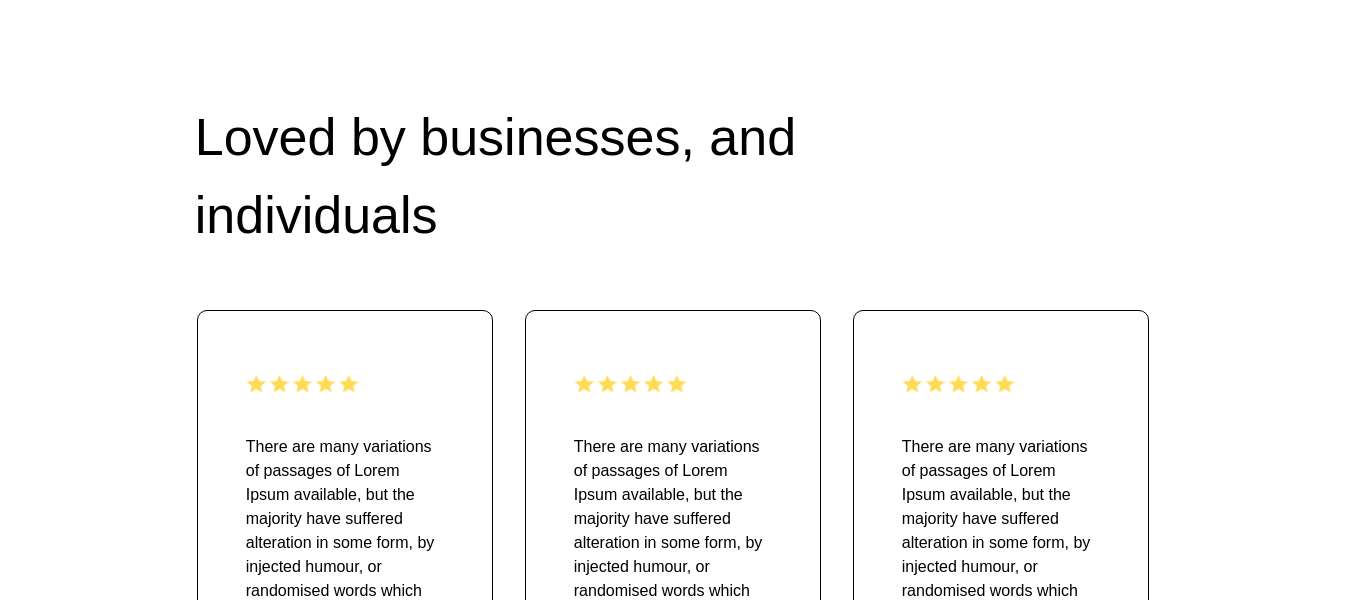 Loved by businesses, and
individuals
There are many variations
of passages of Lorem
Ipsum available, but the
majority have suffered
alteration in some form, by
injected humour, or
randomised words which
There are many variations
of passages of Lorem
Ipsum available, but the
majority have suffered
alteration in some form, by
injected humour, or
randomised words which
There are many variations
of passages of Lorem
Ipsum available, but the
majority have suffered
alteration in some form, by
injected humour, or
randomised words which